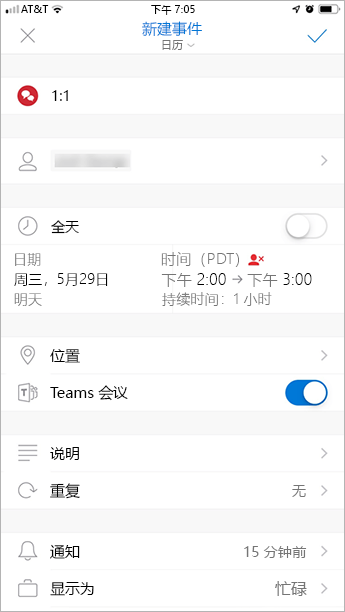 AT&T 下午 7:05
新建事件
日历
1:1
全天
日期 时间（PDT）
周三，5月29日 下午 2:00 → 下午 3:00
明天 持续时间：1 小时
位置
Teams 会议
说明
重复 无
通知 15 分钟前
显示为 忙碌